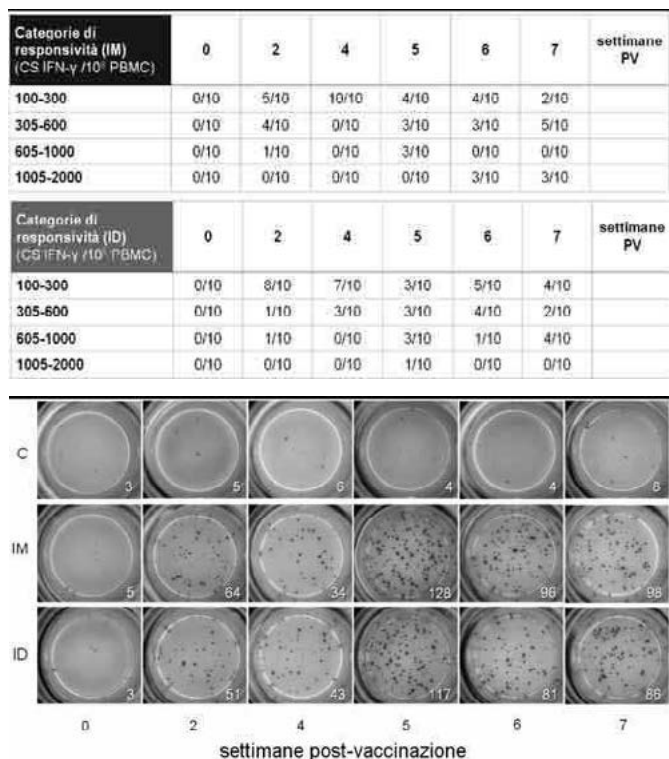 Categorie di
responsività (IM)
(CS IFN-γ /10⁶ PBMC)
0 2 4 5 6 7 settimane PV
100-300 0/10 5/10 10/10 4/10 4/10 2/10
305-600 0/10 4/10 0/10 3/10 3/10 5/10
605-1000 0/10 1/10 0/10 3/10 0/10 0/10
1005-2000 0/10 0/10 0/10 0/10 3/10 3/10
Categorie di
responsività (ID)
(CS IFN-γ /10⁶ PBMC)
0 2 4 5 6 7 settimane PV
100-300 0/10 8/10 7/10 3/10 5/10 4/10
305-600 0/10 1/10 3/10 3/10 4/10 2/10
605-1000 0/10 1/10 0/10 3/10 1/10 4/10
1005-2000 0/10 0/10 0/10 1/10 0/10 0/10
C 3 5 6 4 4 8
IM 5 64 34 128 96 98
ID 3 51 43 117 81 86
0 2 4 5 6 7
settimane post-vaccinazione